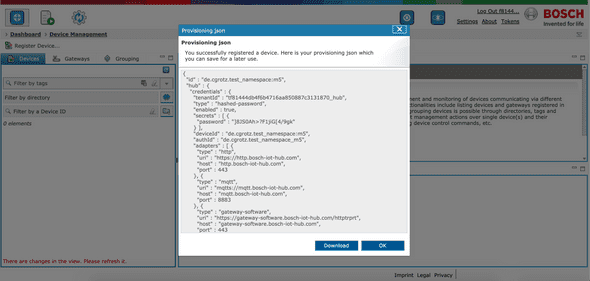 Log Out f8144...
BOSCH
Invented for life
Settings About Tokens
Dashboard Device Management
Register Device...
Devices Gateways Grouping
Filter by tags
Filter by directory
Filter by a Device ID
0 elements
There are changes in the view. Please refresh it.
Provisioning json
Provisioning json
You successfully registered a device. Here is your provisioning json which
you can save for a later use.
{
"id" : "de.cgrotz.test_namespace:m5",
"hub" : {
"credentials" : {
"tenantId" : "tf81444db4f6b4716aa850887c3131870_hub",
"type" : "hashed-password",
"enabled" : true,
"secrets" : [ {
} ],
"deviceId" : "de.cgrotz.test_namespace:m5",
"authId" : "de.cgrotz.test_namespace_m5",
"adapters" : [ {
"type" : "http",
"uri" : "https://http.bosch-iot-hub.com",
"host" : "http.bosch-iot-hub.com",
"port" : 443
}, {
"type" : "mqtt",
"uri" : "mqtts://mqtt.bosch-iot-hub.com",
"host" : "mqtt.bosch-iot-hub.com",
"port" : 8883
}, {
"type" : "gateway-software",
"uri" : "https://gateway-software.bosch-iot-hub.com/httptrprt",
"host" : "gateway-software.bosch-iot-hub.com",
"port" : 443
Download OK
ment and monitoring of devices communicating via different
ctionalities include listing devices and gateways registered in
ouping devices is possible through directories, tags and
t management actions over single device(s) and their
g device control commands, etc.
Imprint Legal Privacy